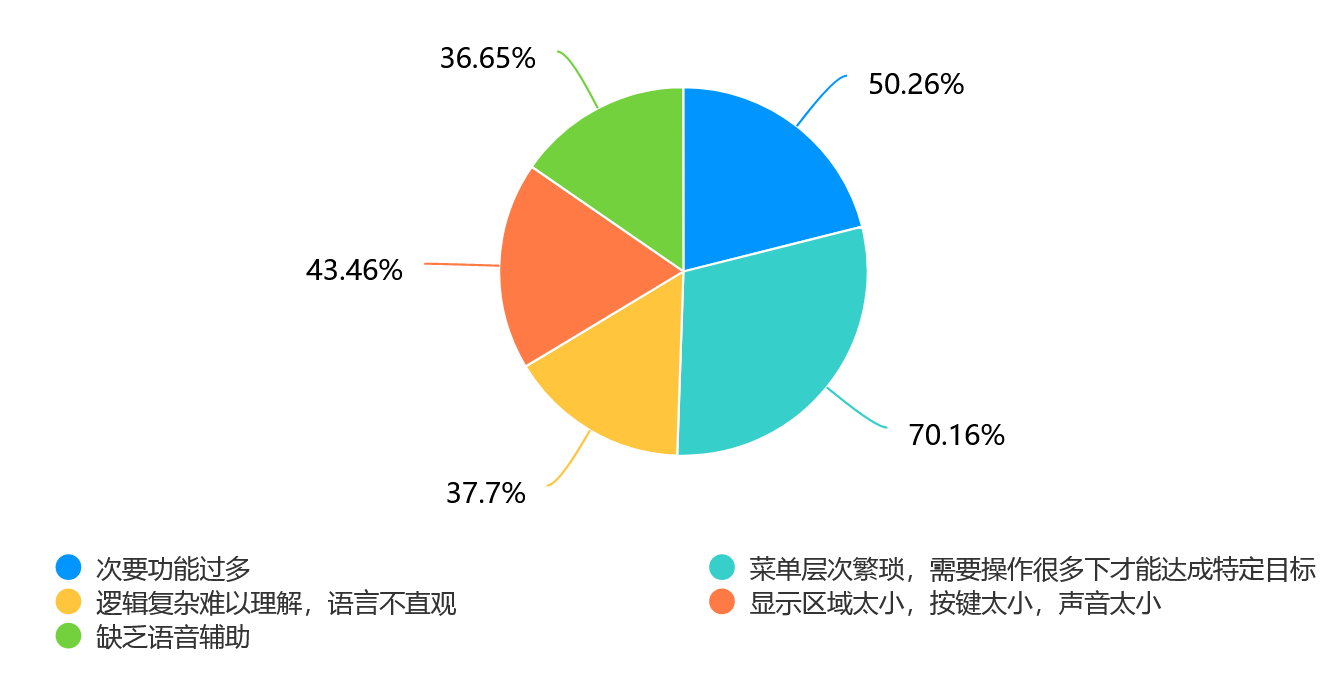 36.65%
50.26%
43.46%
70.16%
37.7%
次要功能过多
菜单层次繁琐，需要操作很多下才能达成特定目标
逻辑复杂难以理解，语言不直观
显示区域太小，按键太小，声音太小
缺乏语音辅助